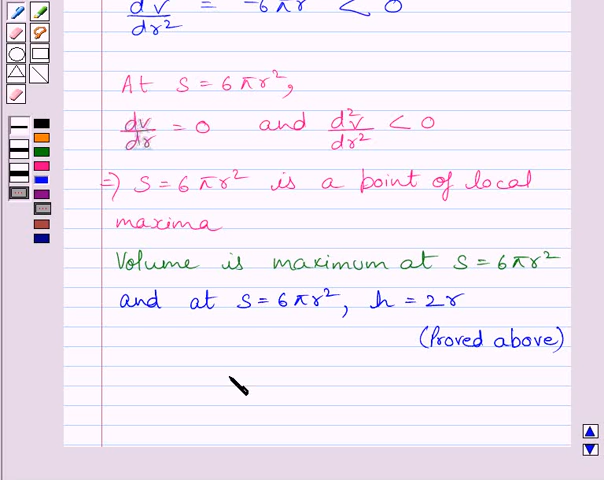 d²v/dr² = -6πr < 0
At S = 6πr²,
dv/dr = 0 and d²v/dr² < 0
=) S = 6πr² is a point of local
maxima
Volume is maximum at S = 6πr²
and at S = 6πr², h = 2r
(Proved above)